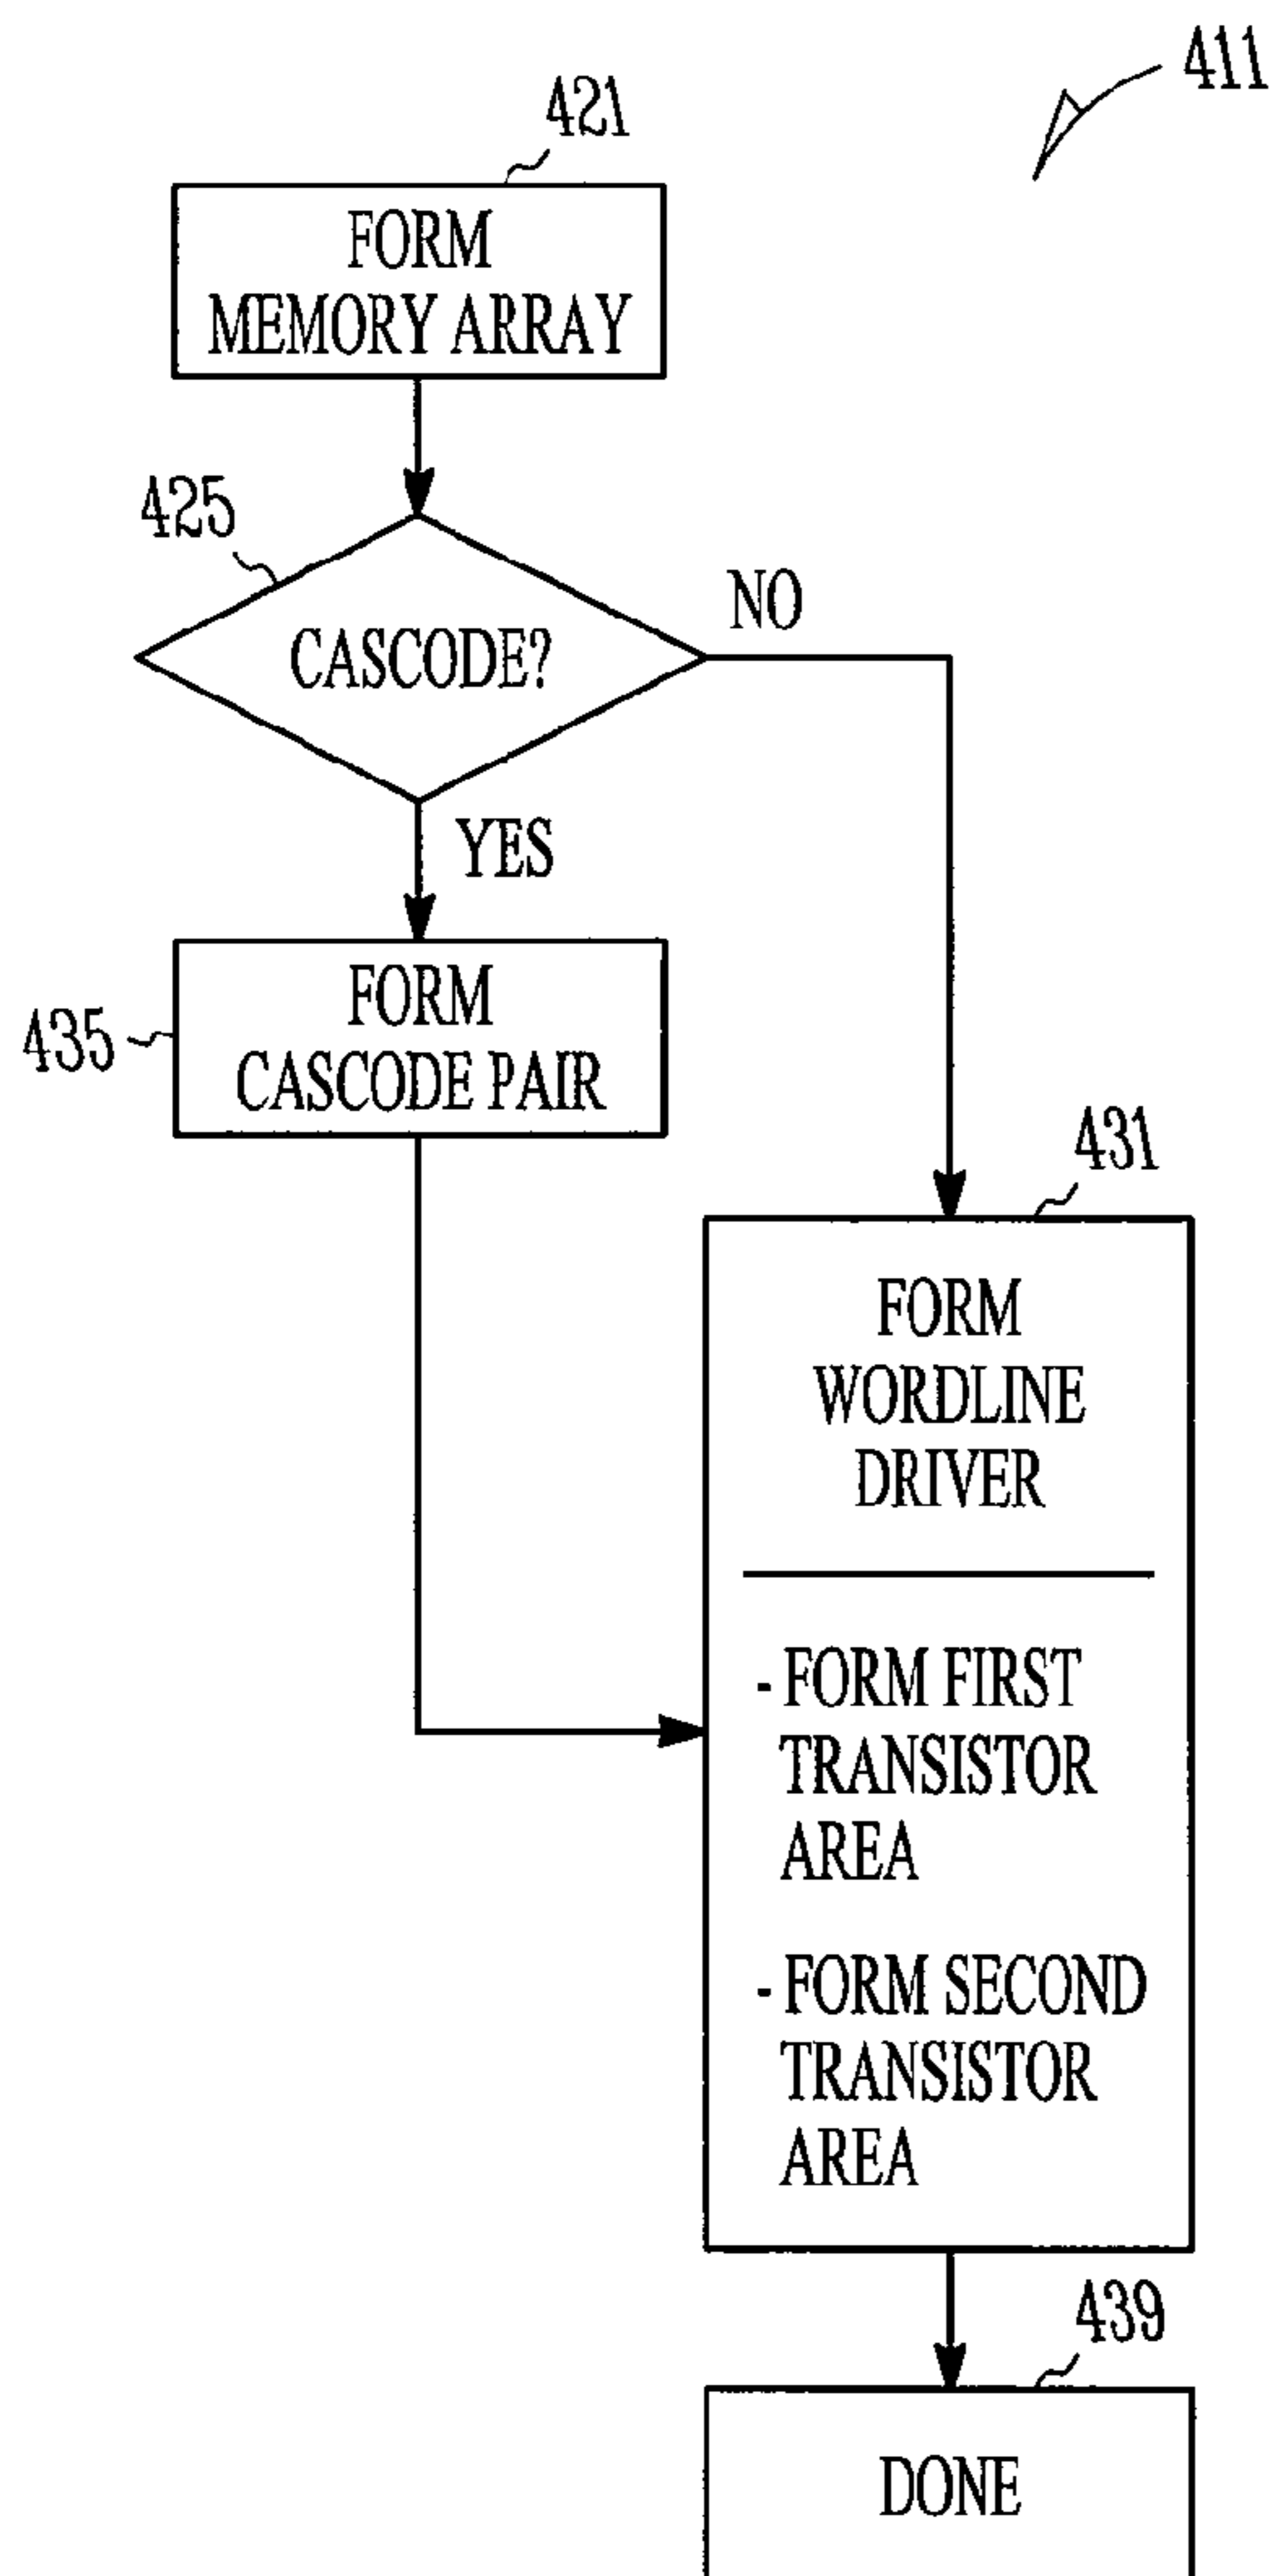 411
421
FORM
MEMORY ARRAY
425
CASCODE?
NO
YES
435
FORM
CASCODE PAIR
431
FORM
WORDLINE
DRIVER
- FORM FIRST
TRANSISTOR
AREA
- FORM SECOND
TRANSISTOR
AREA
439
DONE